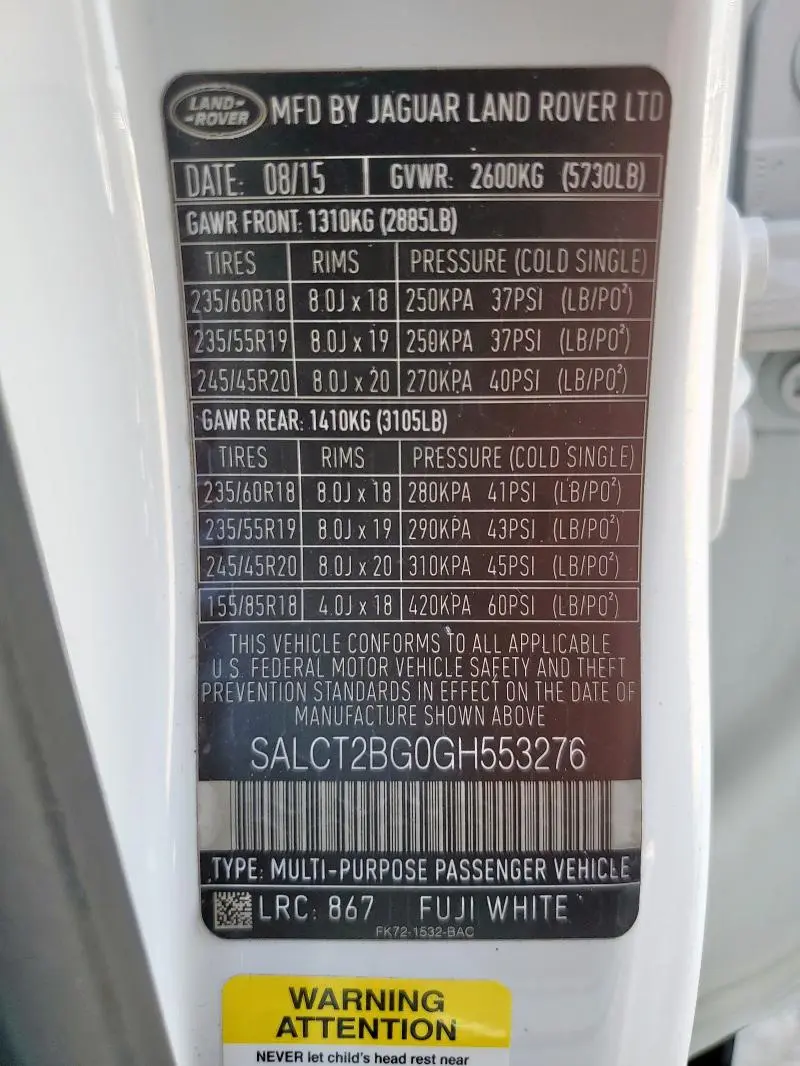 LAND-
-ROVER
MFD BY JAGUAR LAND ROVER LTD
DATE: 08/15 GVWR: 2600KG (5730LB)
GAWR FRONT: 1310KG (2885LB)
TIRES RIMS PRESSURE (COLD SINGLE)
235/60R18 8.0J x 18 250KPA 37PSI (LB/PO²)
235/55R19 8.0J x 19 250KPA 37PSI (LB/PO²)
245/45R20 8.0J x 20 270KPA 40PSI (LB/PO²)
GAWR REAR: 1410KG (3105LB)
TIRES RIMS PRESSURE (COLD SINGLE)
235/60R18 8.0J x 18 280KPA 41PSI (LB/PO²)
235/55R19 8.0J x 19 290KPA 43PSI (LB/PO²)
245/45R20 8.0J x 20 310KPA 45PSI (LB/PO²)
155/85R18 4.0J x 18 420KPA 60PSI (LB/PO²)
THIS VEHICLE CONFORMS TO ALL APPLICABLE
U.S. FEDERAL MOTOR VEHICLE SAFETY AND THEFT
PREVENTION STANDARDS IN EFFECT ON THE DATE OF
MANUFACTURE SHOWN ABOVE
SALCT2BG0GH553276
TYPE: MULTI-PURPOSE PASSENGER VEHICLE
LRC: 867 FUJI WHITE
FK72-1532-BAC
WARNING
ATTENTION
NEVER let child's head rest near